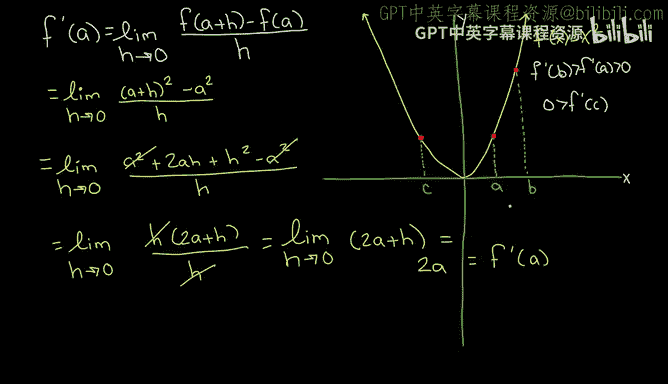 GPT中英字幕课程资源@bilibili.com
GPT中英字幕课程资源 bilibili
f'(a) = lim h→0 f(a+h) - f(a) / h
= lim h→0 (a+h)² - a² / h
= lim h→0 a² + 2ah + h² - a² / h
= lim h→0 h(2a+h) / h = lim h→0 (2a+h) =
2a = f'(a)
y
f'(b) > f'(a) > 0
0 > f'(c)
c a b x